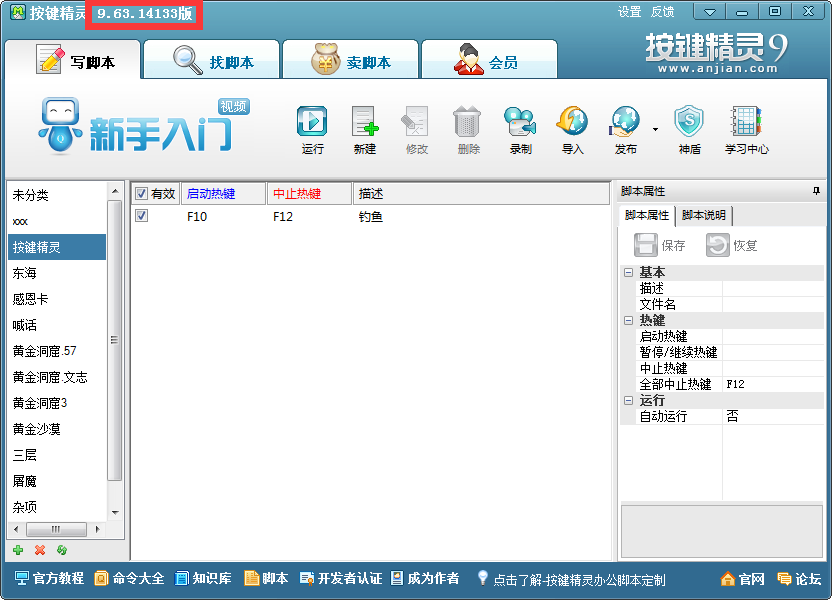 按键精灵 9.63.14133版 设置 反馈
写脚本 找脚本 卖脚本 会员 按键精灵9
www.anjian.com
新手入门 视频
运行 新建 修改 删除 录制 导入 发布 神盾 学习中心
未分类
xxx
按键精灵
东海
感恩卡
喊话
黄金洞窟.57
黄金洞窟.文志
黄金洞窟3
黄金沙漠
三层
屠魔
杂项
有效 启动热键 中止热键 描述
F10 F12 钓鱼
脚本属性
脚本属性 脚本说明
保存 恢复
基本
描述
文件名
热键
启动热键
暂停/继续热键
中止热键
全部中止热键 F12
运行
自动运行 否
官方教程 命令大全 知识库 脚本 开发者认证 成为作者 点击了解-按键精灵办公脚本定制 官网 论坛